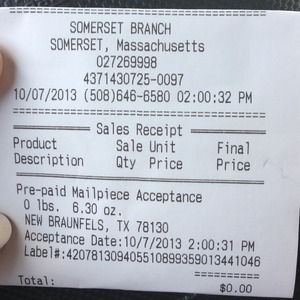 SOMERSET BRANCH
SOMERSET, Massachusetts
027269998
4371430725-0097
10/07/2013 (508)646-6580 02:00:32 PM
Sales Receipt
Product Sale Unit Final
Description Qty Price Price
Pre-paid Mailpiece Acceptance
0 lbs. 6.30 oz.
NEW BRAUNFELS, TX 78130
Acceptance Date:10/7/2013 2:00:31 PM
Label#:420781309405510899359013441046
$0.00
Total: